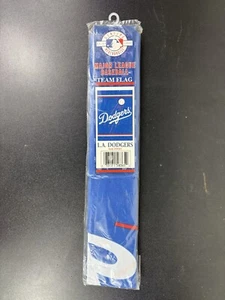 MAJOR LEAGUE
BASEBALL
TEAM FLAG
Dodgers
L.A. DODGERS